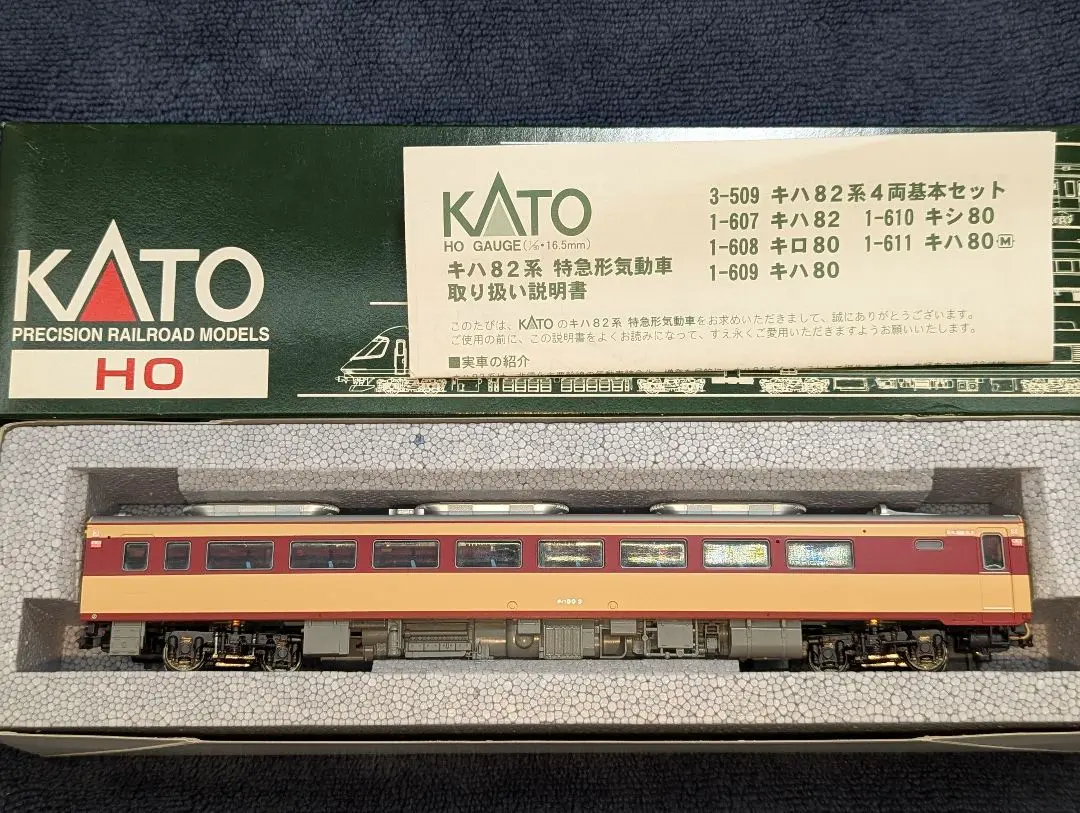 KATO
PRECISION RAILROAD MODELS
HO
KATO
HO GAUGE(1/80・16.5mm)
キハ82系 特急形気動車
取り扱い説明書
3-509 キハ82系4両基本セット
1-607 キハ82 1-610 キシ80
1-608 キロ80 1-611 キハ80 M
1-609 キハ80
このたびは、KATOのキハ82系 特急形気動車をお求めいただきまして、誠にありがとうございます。
ご使用の前に、この説明書をよくお読みになって、すえ永くご愛用いただきますようお願いいたします。
■実車の紹介